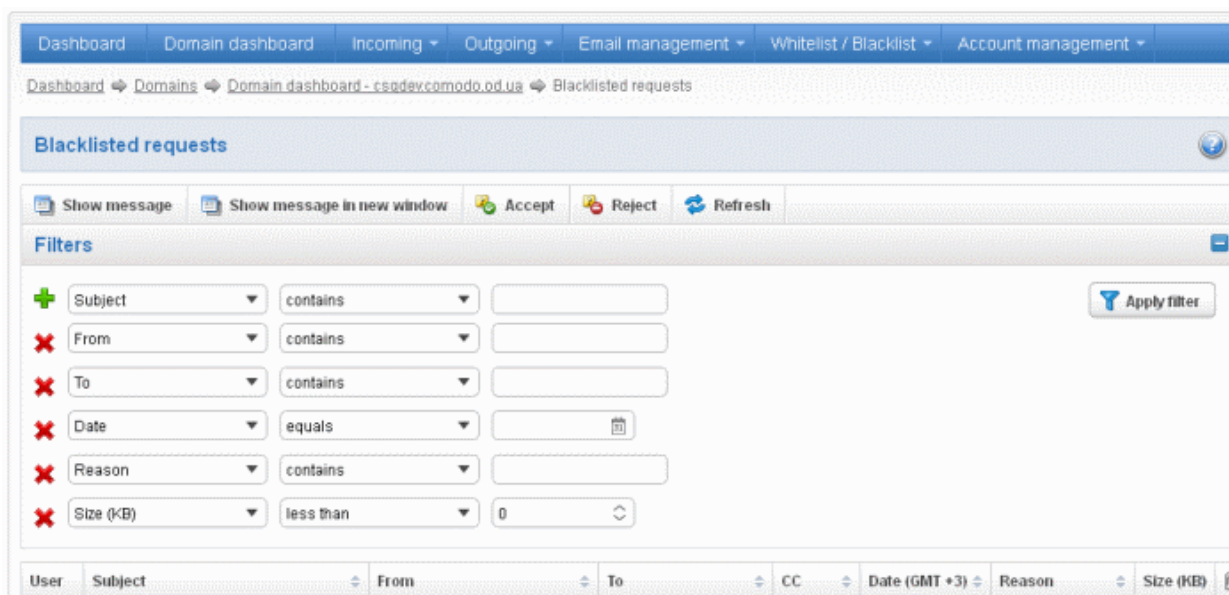 Dashboard Domain dashboard Incoming Outgoing Email management Whitelist / Blacklist Account management
Dashboard Domains Domain dashboard - csgdev.comodo.od.ua Blacklisted requests
Blacklisted requests
Show message Show message in new window Accept Reject Refresh
Filters
Subject contains
Apply filter
From contains
To contains
Date equals
Reason contains
Size (KB) less than 0
User Subject From To CC Date (GMT +3) Reason Size (KB)